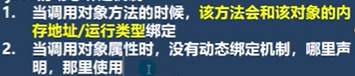 1. 当调用对象方法的时候，该方法会和该对象的内
存地址/运行类型绑定
2. 当调用对象属性时，没有动态绑定机制，哪里声
明，那里使用